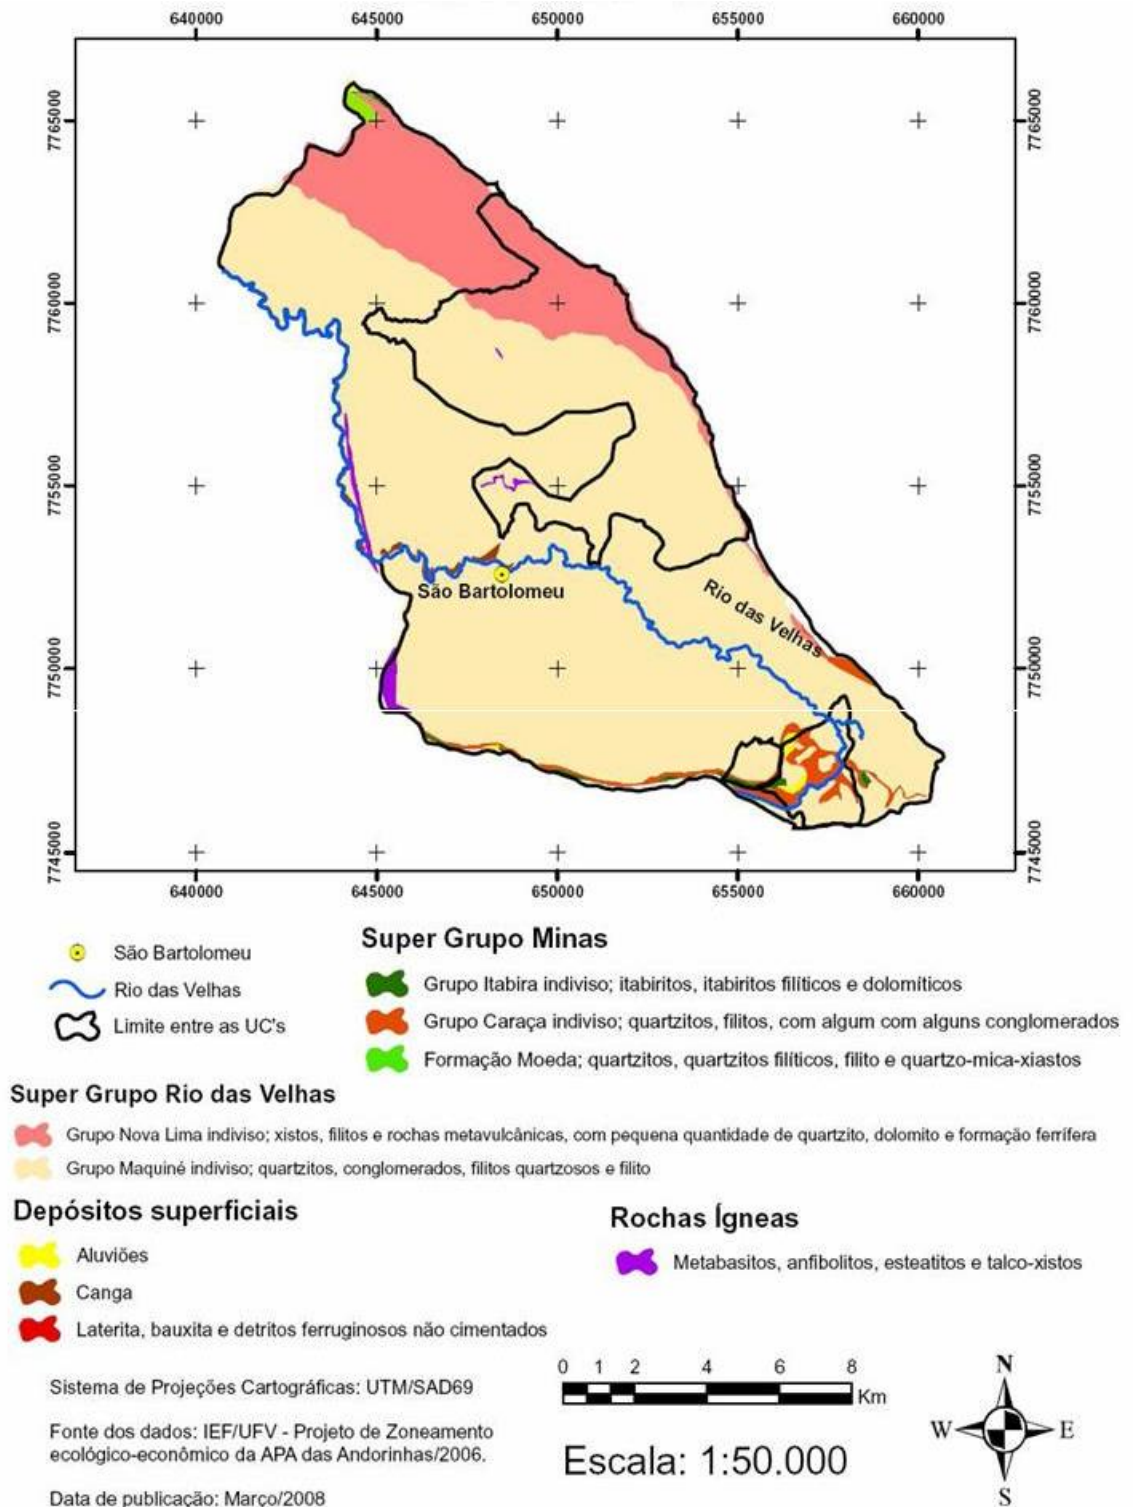 640000 645000 650000 655000 660000
7765000 7765000
7760000 7760000
7755000 7755000
São Bartolomeu
Rio das Velhas
7750000 7750000
7745000 7745000
640000 645000 650000 655000 660000
São Bartolomeu
Rio das Velhas
Limite entre as UC's
Super Grupo Minas
Grupo Itabira indiviso; itabiritos, itabiritos filíticos e dolomíticos
Grupo Caraça indiviso; quartzitos, filitos, com algum com alguns conglomerados
Formação Moeda; quartzitos, quartzitos filíticos, filito e quartzo-mica-xiastos
Super Grupo Rio das Velhas
Grupo Nova Lima indiviso; xistos, filitos e rochas metavulcânicas, com pequena quantidade de quartzito, dolomito e formação ferrífera
Grupo Maquiné indiviso; quartzitos, conglomerados, filitos quartzosos e filito
Depósitos superficiais
Aluviões
Canga
Laterita, bauxita e detritos ferruginosos não cimentados
Rochas Ígneas
Metabasitos, anfibolitos, esteatitos e talco-xistos
Sistema de Projeções Cartográficas: UTM/SAD69
Fonte dos dados: IEF/UFV - Projeto de Zoneamento
ecológico-econômico da APA das Andorinhas/2006.
Data de publicação: Março/2008
0 1 2 4 6 8
Km
Escala: 1:50.000
N
W E
S